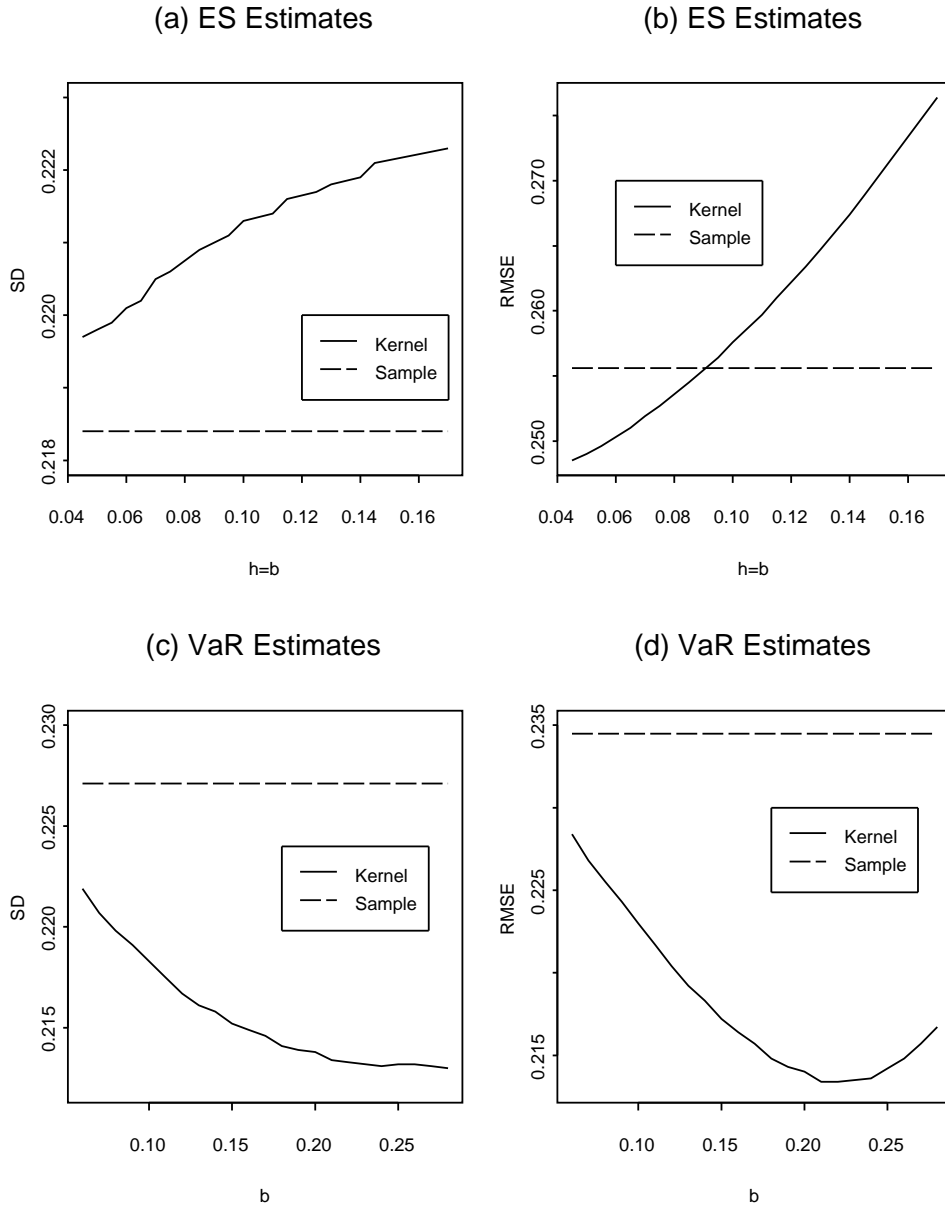 (a) ES Estimates
SD
0.218 0.220 0.222
Kernel
Sample
0.04 0.06 0.08 0.10 0.12 0.14 0.16
h=b
(b) ES Estimates
RMSE
0.250 0.260 0.270
Kernel
Sample
0.04 0.06 0.08 0.10 0.12 0.14 0.16
h=b
(c) VaR Estimates
SD
0.215 0.220 0.225 0.230
Kernel
Sample
0.10 0.15 0.20 0.25
b
(d) VaR Estimates
RMSE
0.215 0.225 0.235
Kernel
Sample
0.10 0.15 0.20 0.25
b